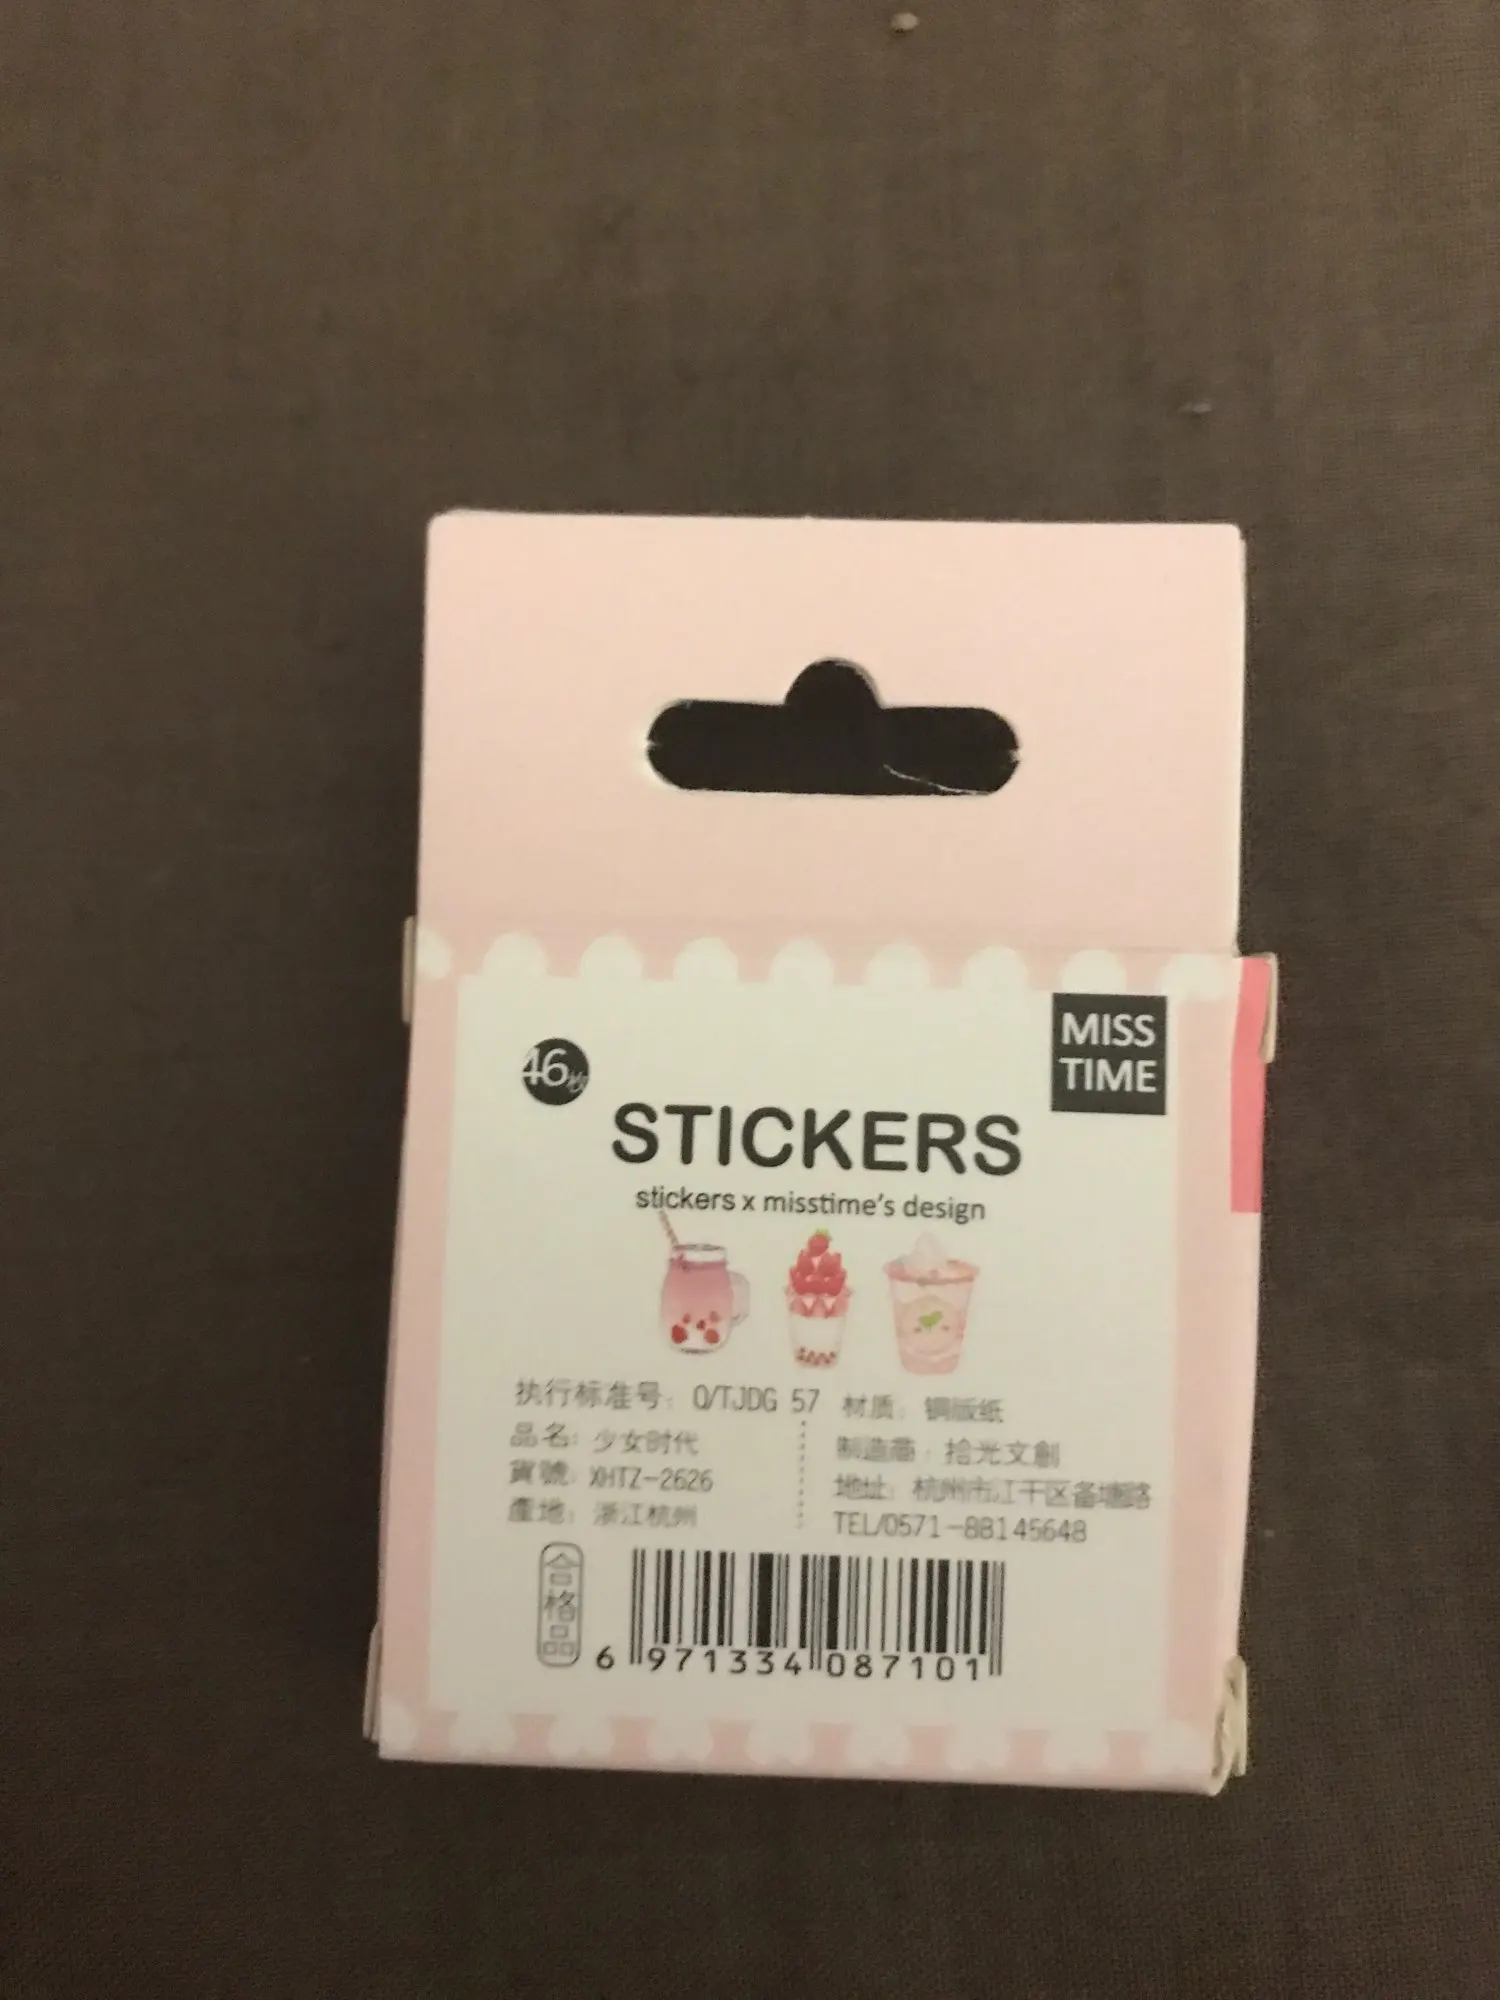 MISS
TIME
46
STICKERS
stickers x misstime's design
执行标准号: Q/TJDG 57 材质: 铜版纸
品名: 少女时代
貨號: XHTZ-2626
產地: 浙江杭州
制造商: 拾光文創
地址: 杭州市江干区备塘路
TEL/0571-88145648
合格品
6 971334 087101